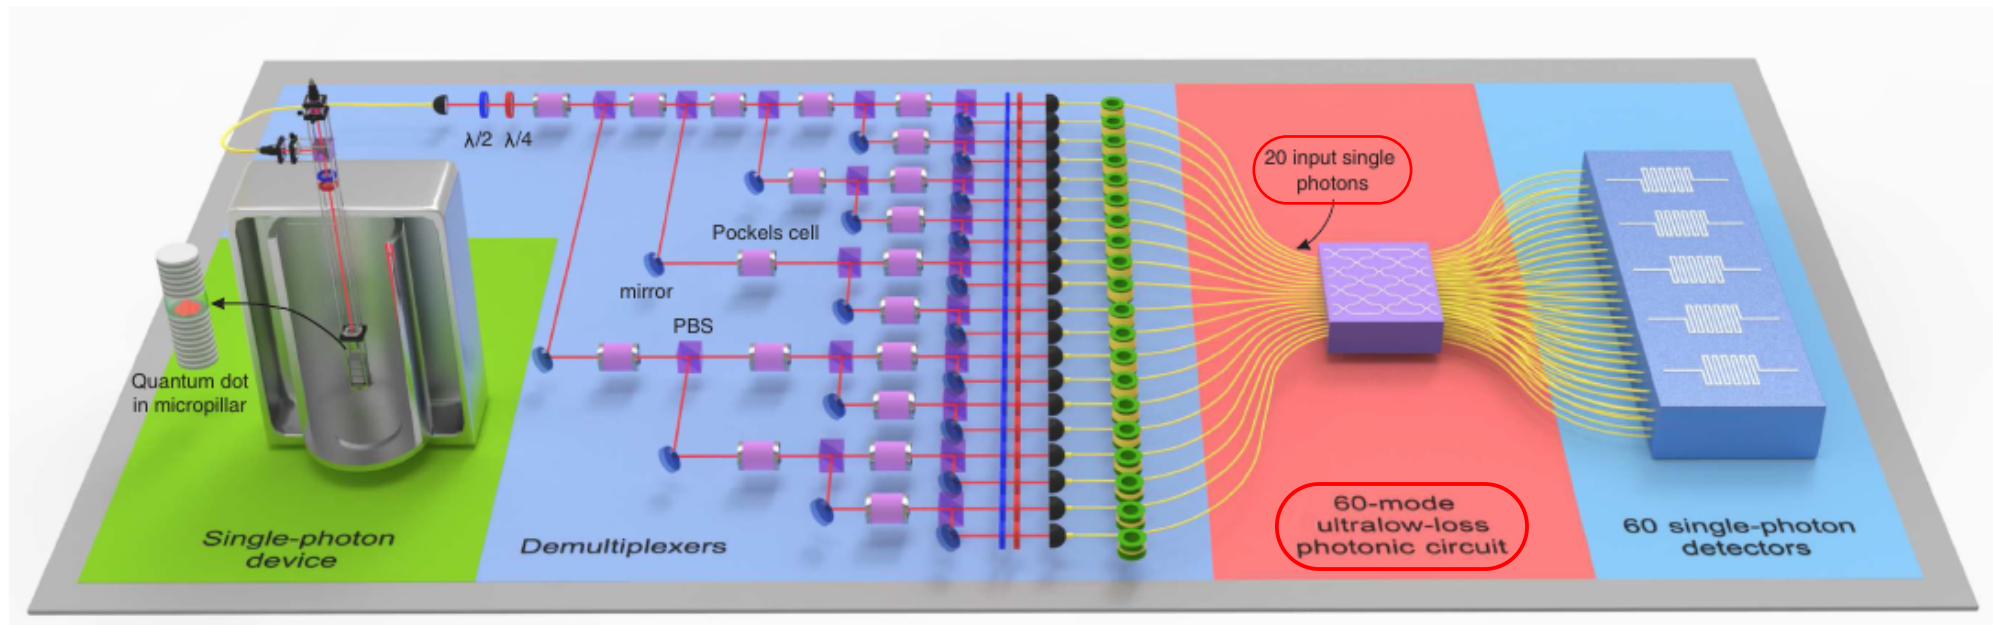 λ/2 λ/4
20 input single
photons
Pockels cell
mirror
PBS
Quantum dot
in micropillar
Single-photon
device
Demultiplexers
60-mode
ultralow-loss
photonic circuit
60 single-photon
detectors